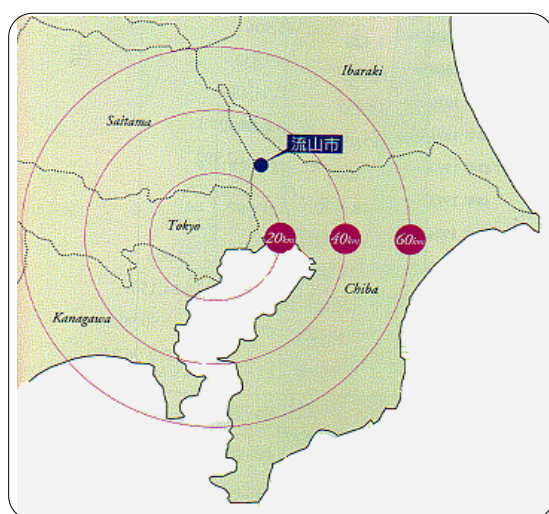 Ibaraki
Saitama
流山市
Tokyo
20km
40km
60km
Chiba
Kanagawa